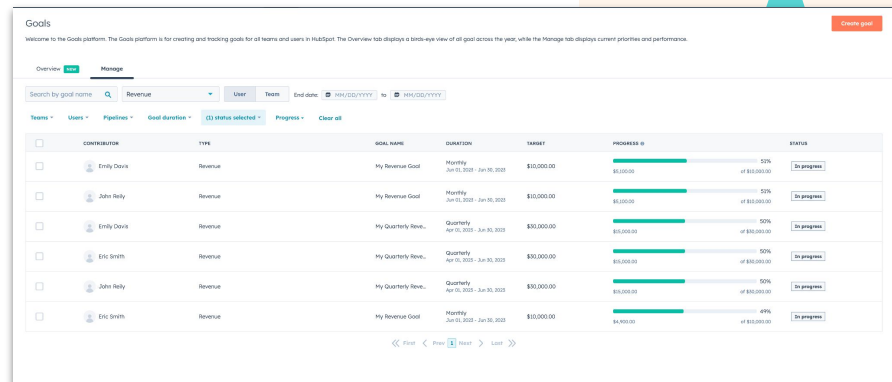 Goals
Create goal
Welcome to the Goals platform. The Goals platform is for creating and tracking goals for all teams and users in HubSpot. The Overview tab displays a birds-eye view of all goal across the year, while the Manage tab displays current priorities and performance.
Overview new Manage
Search by goal name Revenue User Team End date: MM/DD/YYYY to MM/DD/YYYY
Teams Users Pipelines Goal duration (1) status selected Progress Clear all
CONTRIBUTOR TYPE GOAL NAME DURATION TARGET PROGRESS STATUS
Emily Davis Revenue My Revenue Goal Monthly $10,000.00 51% In progress
Jun 01, 2023 - Jun 30, 2023 $5,100.00 of $10,000.00
John Reily Revenue My Revenue Goal Monthly $10,000.00 51% In progress
Jun 01, 2023 - Jun 30, 2023 $5,100.00 of $10,000.00
Emily Davis Revenue My Quarterly Reve... Quarterly $30,000.00 50% In progress
Apr 01, 2023 - Jun 30, 2023 $15,000.00 of $30,000.00
Eric Smith Revenue My Quarterly Reve... Quarterly $30,000.00 50% In progress
Apr 01, 2023 - Jun 30, 2023 $15,000.00 of $30,000.00
John Reily Revenue My Quarterly Reve... Quarterly $30,000.00 50% In progress
Apr 01, 2023 - Jun 30, 2023 $15,000.00 of $30,000.00
Eric Smith Revenue My Revenue Goal Monthly $10,000.00 49% In progress
Jun 01, 2023 - Jun 30, 2023 $4,900.00 of $10,000.00
First Prev 1 Next Last